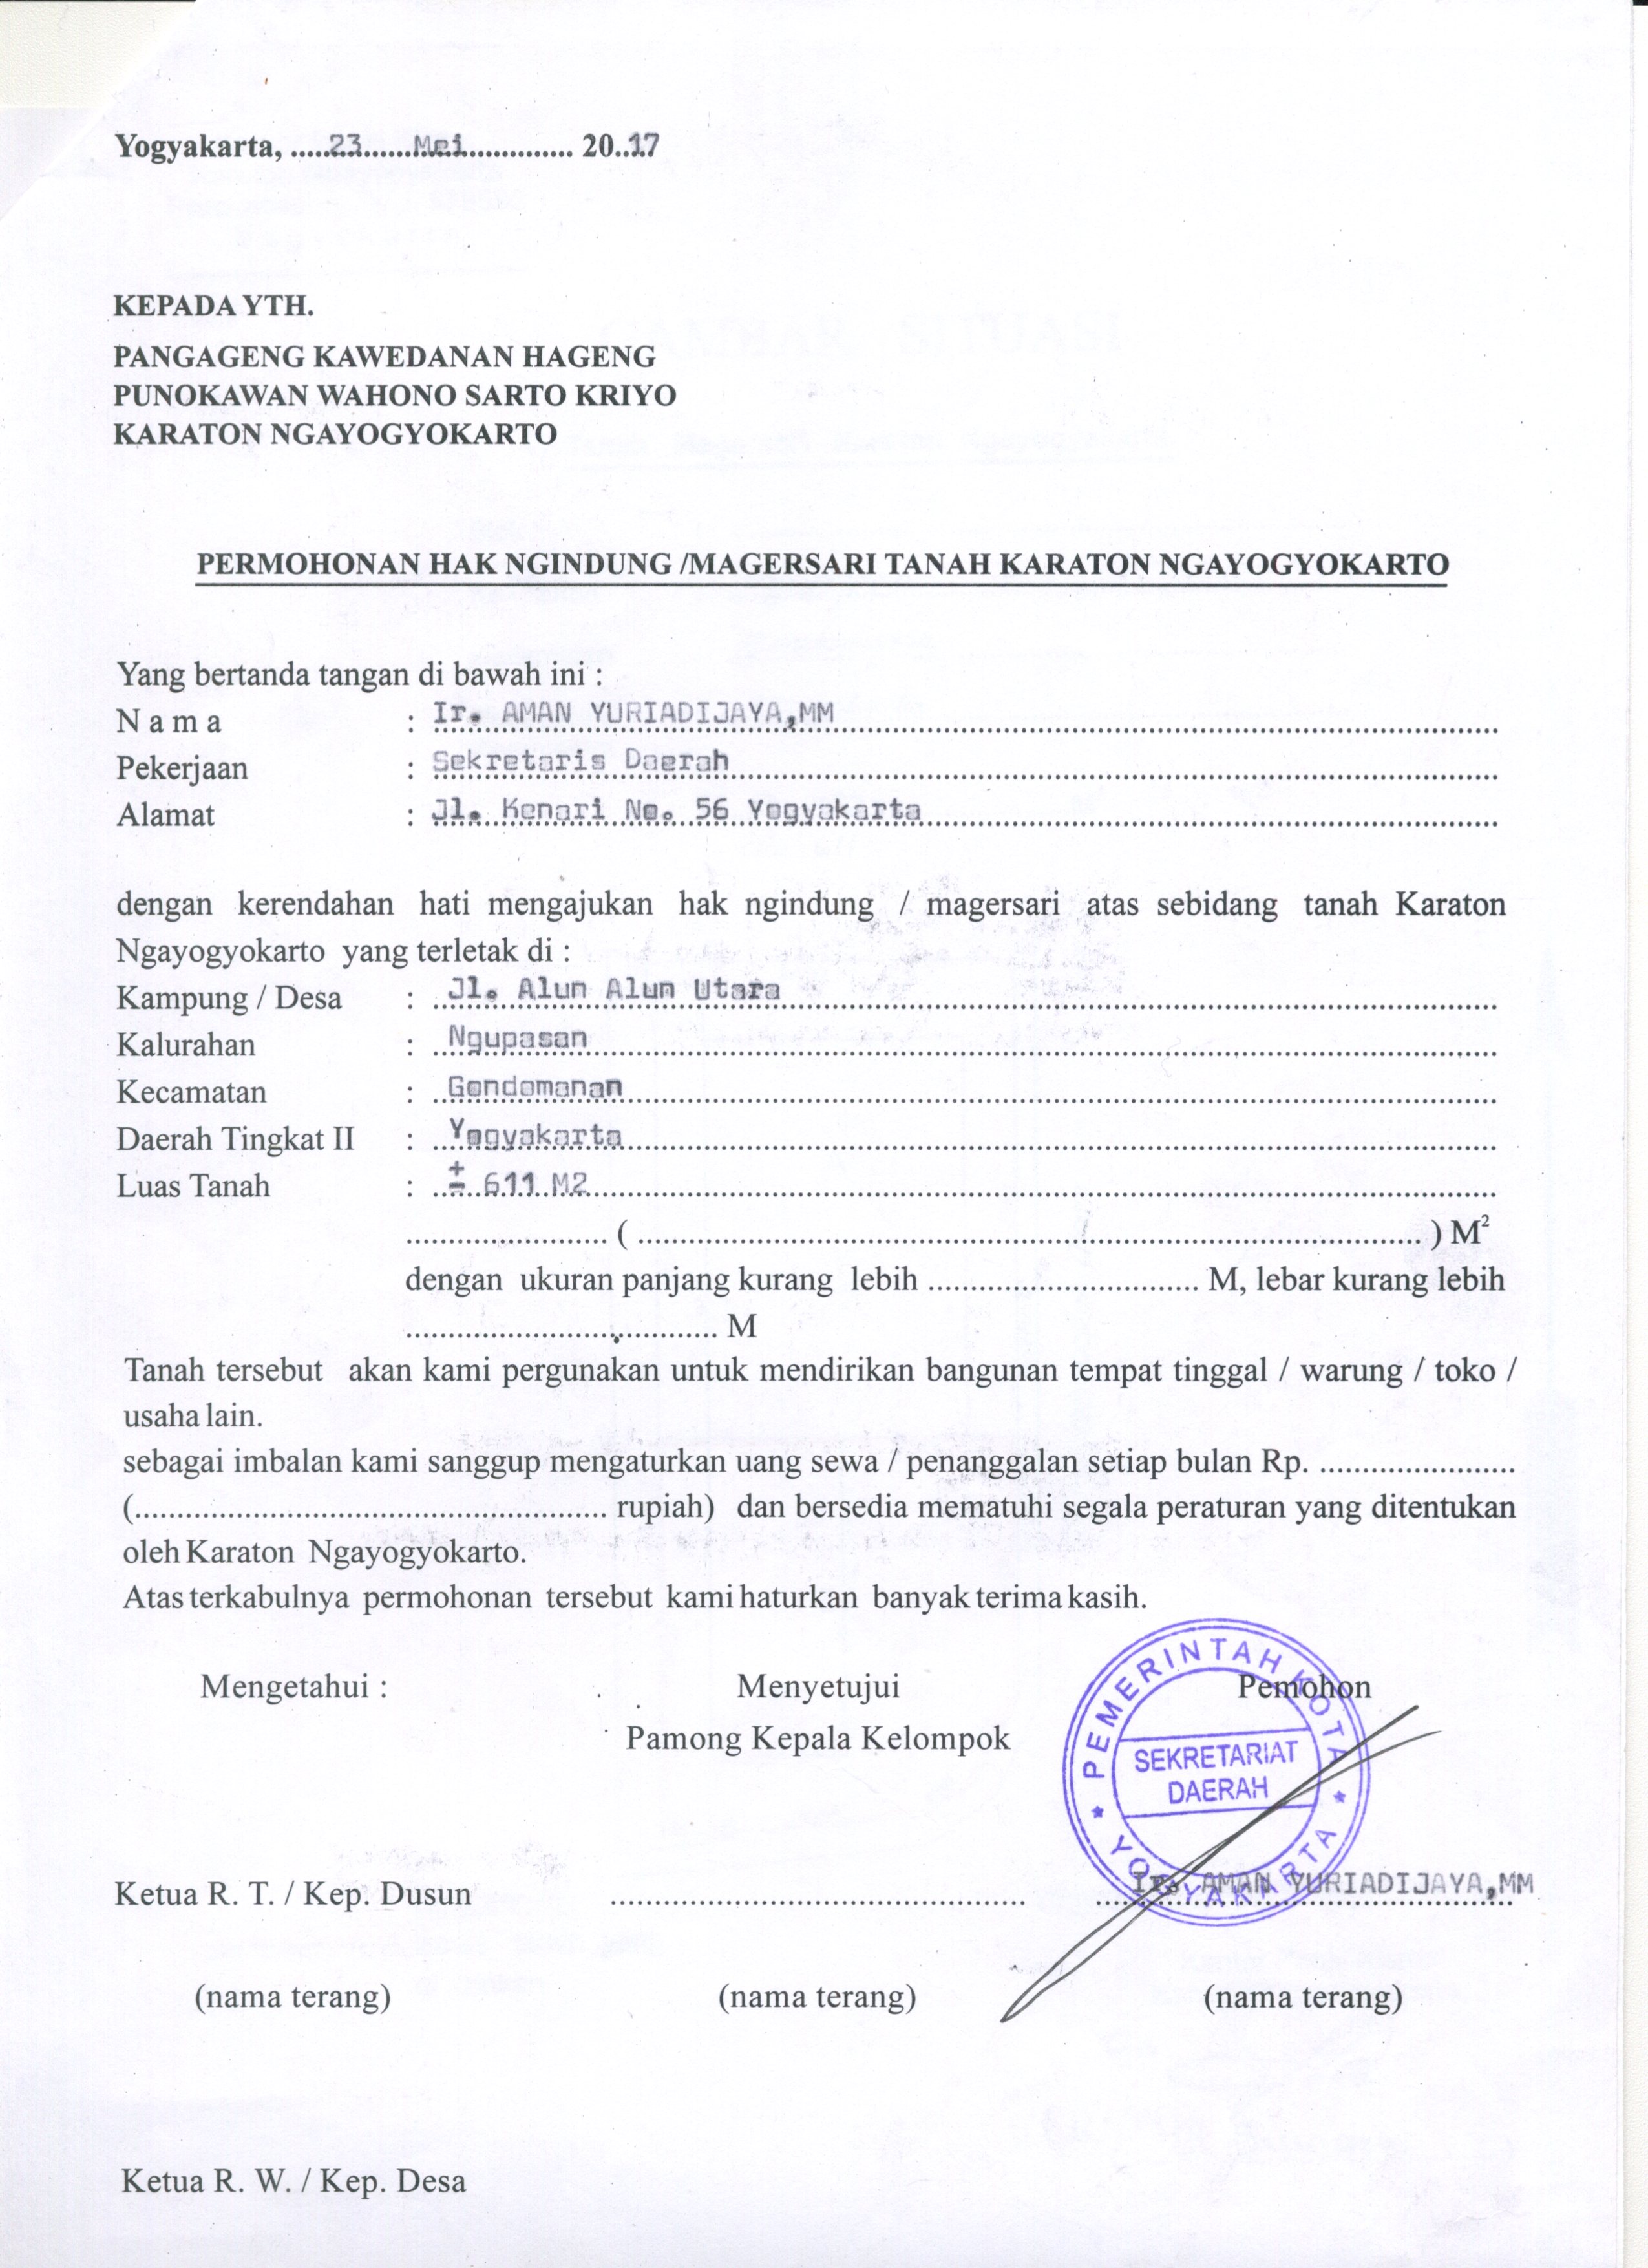 Yogyakarta, .....23......Mei............. 20..17
KEPADA YTH.
PANGAGENG KAWEDANAN HAGENG
PUNOKAWAN WAHONO SARTO KRIYO
KARATON NGAYOGYOKARTO
PERMOHONAN HAK NGINDUNG /MAGERSARI TANAH KARATON NGAYOGYOKARTO
Yang bertanda tangan di bawah ini :
N a m a : Ir. AMAN YURIADIJAYA,MM
Pekerjaan : Sekretaris Daerah
Alamat : Jl. Kenari No. 56 Yogyakarta
dengan kerendahan hati mengajukan hak ngindung / magersari atas sebidang tanah Karaton
Ngayogyokarto yang terletak di :
Kampung / Desa : Jl. Alun Alun Utara
Kalurahan : Ngupasan
Kecamatan : Gondomanan
Daerah Tingkat II : Yogyakarta
Luas Tanah : ± 611 M2
........................ ( ........................................ ) M²
dengan ukuran panjang kurang lebih ................................ M, lebar kurang lebih
..................................... M
Tanah tersebut akan kami pergunakan untuk mendirikan bangunan tempat tinggal / warung / toko /
usaha lain.
sebagai imbalan kami sanggup mengaturkan uang sewa / penanggalan setiap bulan Rp. .......................
(........................................................ rupiah) dan bersedia mematuhi segala peraturan yang ditentukan
oleh Karaton Ngayogyokarto.
Atas terkabulnya permohonan tersebut kami haturkan banyak terima kasih.
Mengetahui : Menyetujui Pemohon
Pamong Kepala Kelompok
PEMERINTAH KOTA
SEKRETARIAT
DAERAH
YOGYAKARTA
Ketua R. T. / Kep. Dusun ................................................. Ir. AMAN YURIADIJAYA,MM
(nama terang) (nama terang) (nama terang)
Ketua R. W. / Kep. Desa